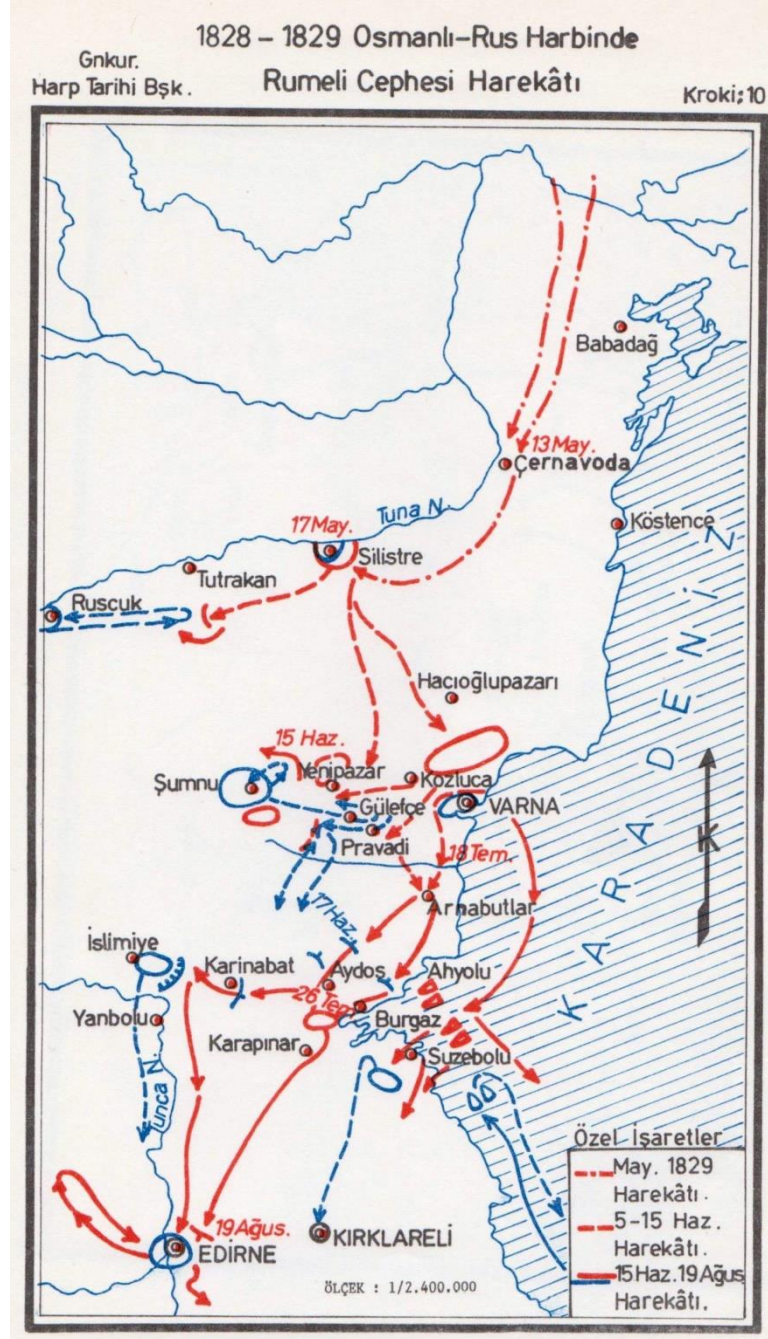 1828 – 1829 Osmanlı–Rus Harbinde
Gnkur.
Harp Tarihi Bşk.
Rumeli Cephesi Harekâtı
Kroki; 10
Babadağ
13 May.
Çernavoda
Köstence
Tuna N.
17 May.
Silistre
Tutrakan
Ruscuk
Hacıoğlupazarı
15 Haz.
Şumnu
Yenipazar
Kozluca
Gülefçe
VARNA
Pravadi
18 Tem.
Arnabutlar
17 Haz.
İslimiye
Karinabat
Aydoş
Ahyolu
26 Tem.
Burgaz
Yanbolu
Karapınar
Suzebolu
Tunca N.
KARADENİZ
K
19 Ağus.
EDİRNE
KIRKLARELİ
ÖLÇEK : 1/2.400.000
Özel İşaretler
May. 1829
Harekâtı.
5–15 Haz.
Harekâtı.
15 Haz. 19 Ağus
Harekâtı.